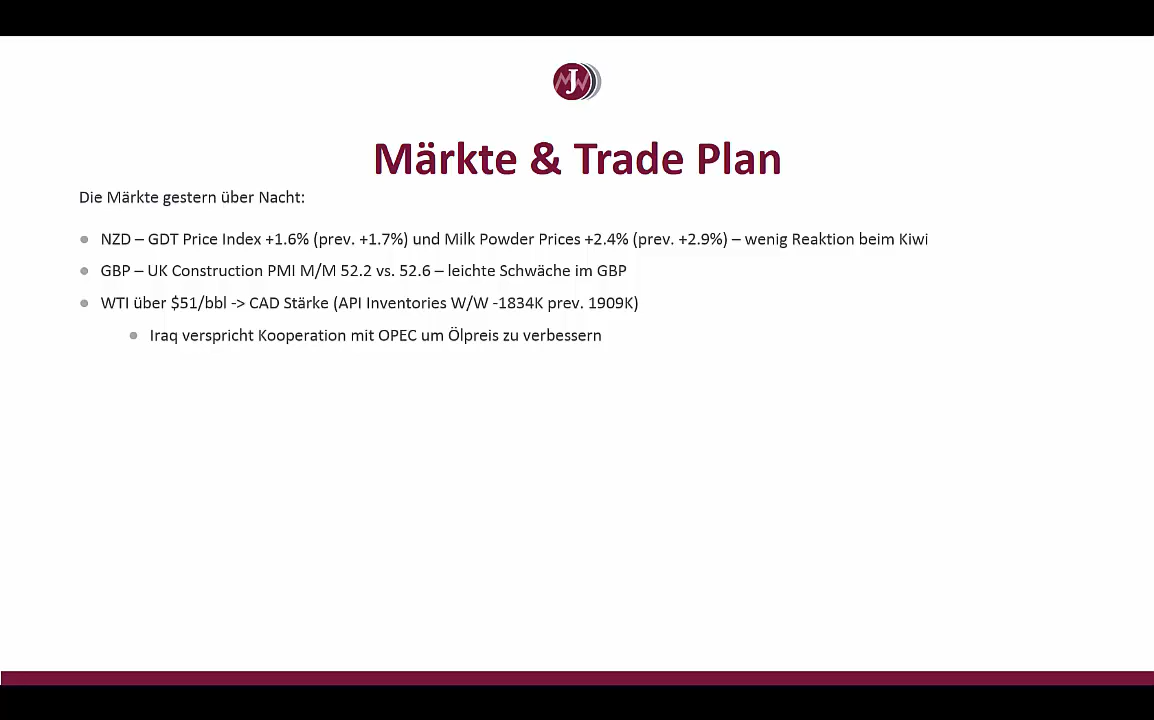 J
Märkte & Trade Plan
Die Märkte gestern über Nacht:
NZD – GDT Price Index +1.6% (prev. +1.7%) und Milk Powder Prices +2.4% (prev. +2.9%) – wenig Reaktion beim Kiwi
GBP – UK Construction PMI M/M 52.2 vs. 52.6 – leichte Schwäche im GBP
WTI über $51/bbl -> CAD Stärke (API Inventories W/W -1834K prev. 1909K)
Iraq verspricht Kooperation mit OPEC um Ölpreis zu verbessern